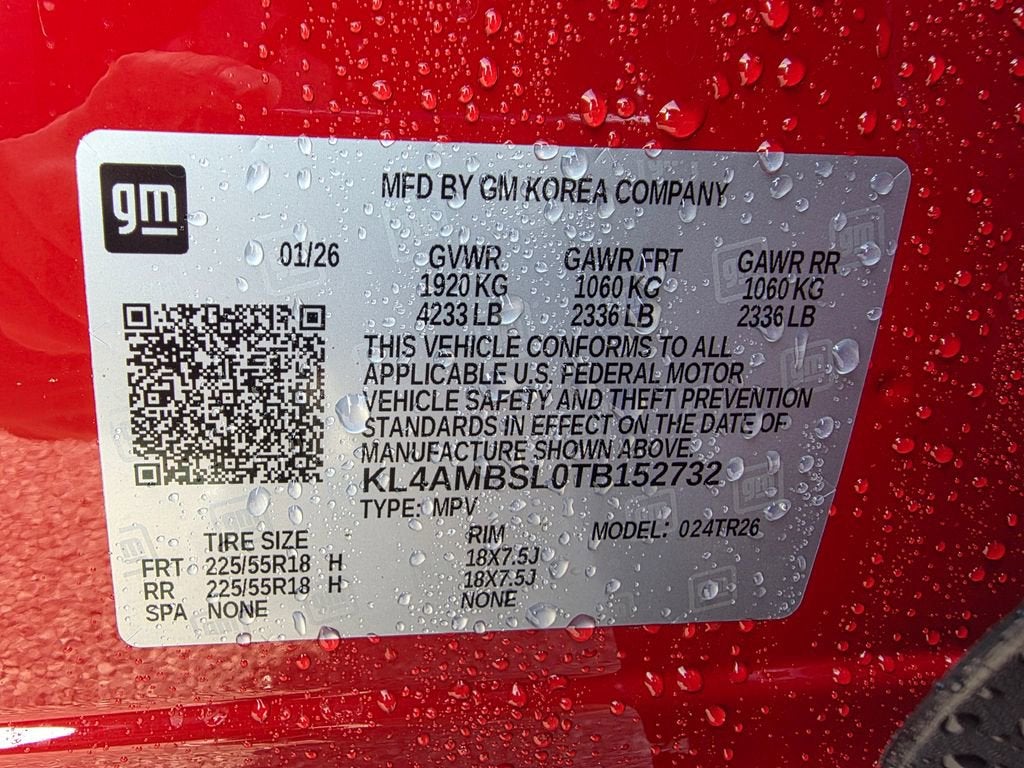 gm
MFD BY GM KOREA COMPANY
01/26 GVWR GAWR FRT GAWR RR
1920 KG 1060 KG 1060 KG
4233 LB 2336 LB 2336 LB
THIS VEHICLE CONFORMS TO ALL
APPLICABLE U.S. FEDERAL MOTOR
VEHICLE SAFETY AND THEFT PREVENTION
STANDARDS IN EFFECT ON THE DATE OF
MANUFACTURE SHOWN ABOVE.
KL4AMBSL0TB152732
TYPE: MPV MODEL: 024TR26
TIRE SIZE RIM
FRT 225/55R18 H 18X7.5J
RR 225/55R18 H 18X7.5J
SPA NONE NONE